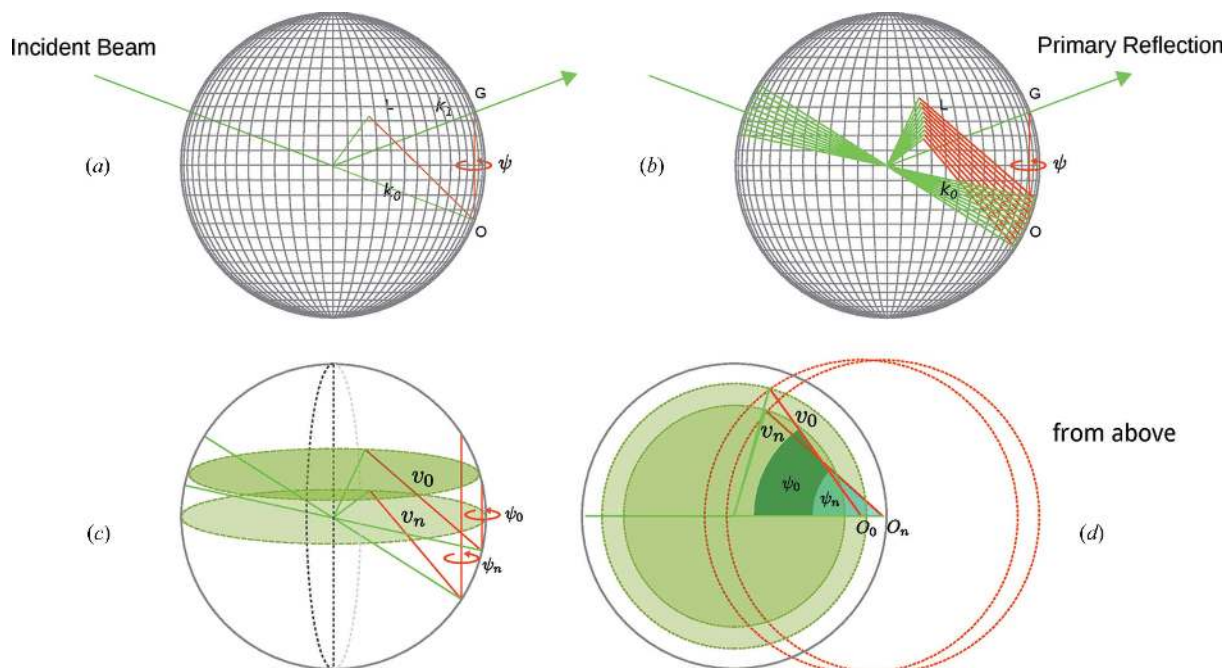 Incident Beam
Primary Reflection
G
L
k₁
(a)
ψ
k₀
O
G
L
(b)
ψ
k₀
O
v₀
vₙ
(c)
ψ₀
ψₙ
from above
v₀
vₙ
ψ₀
ψₙ
O₀ Oₙ
(d)